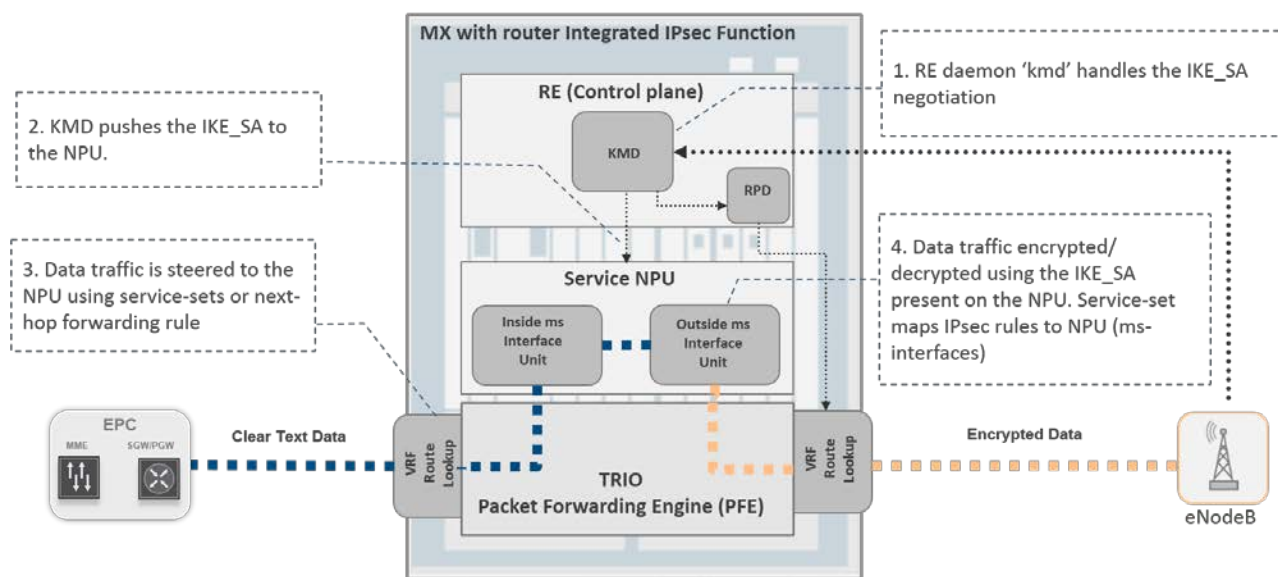 MX with router Integrated IPsec Function
RE (Control plane)
KMD
RPD
1. RE daemon ‘kmd’ handles the IKE_SA
negotiation
2. KMD pushes the IKE_SA to
the NPU.
3. Data traffic is steered to the
NPU using service-sets or next-
hop forwarding rule
4. Data traffic encrypted/
decrypted using the IKE_SA
present on the NPU. Service-set
maps IPsec rules to NPU (ms-
interfaces)
Service NPU
Inside ms
Interface
Unit
Outside ms
Interface
Unit
EPC
MME
SGW/PGW
Clear Text Data
VRF
Route
Lookup
TRIO
Packet Forwarding Engine (PFE)
VRF
Route
Lookup
Encrypted Data
eNodeB